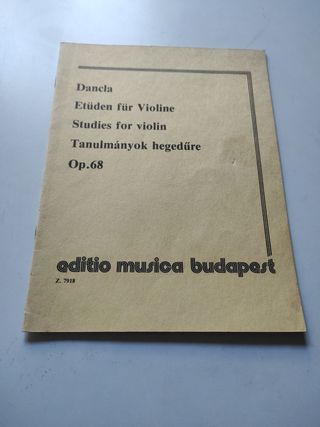 Dancla
Etüden für Violine
Studies for violin
Tanulmányok hegedűre
Op.68
editio musica budapest
Z. 7918